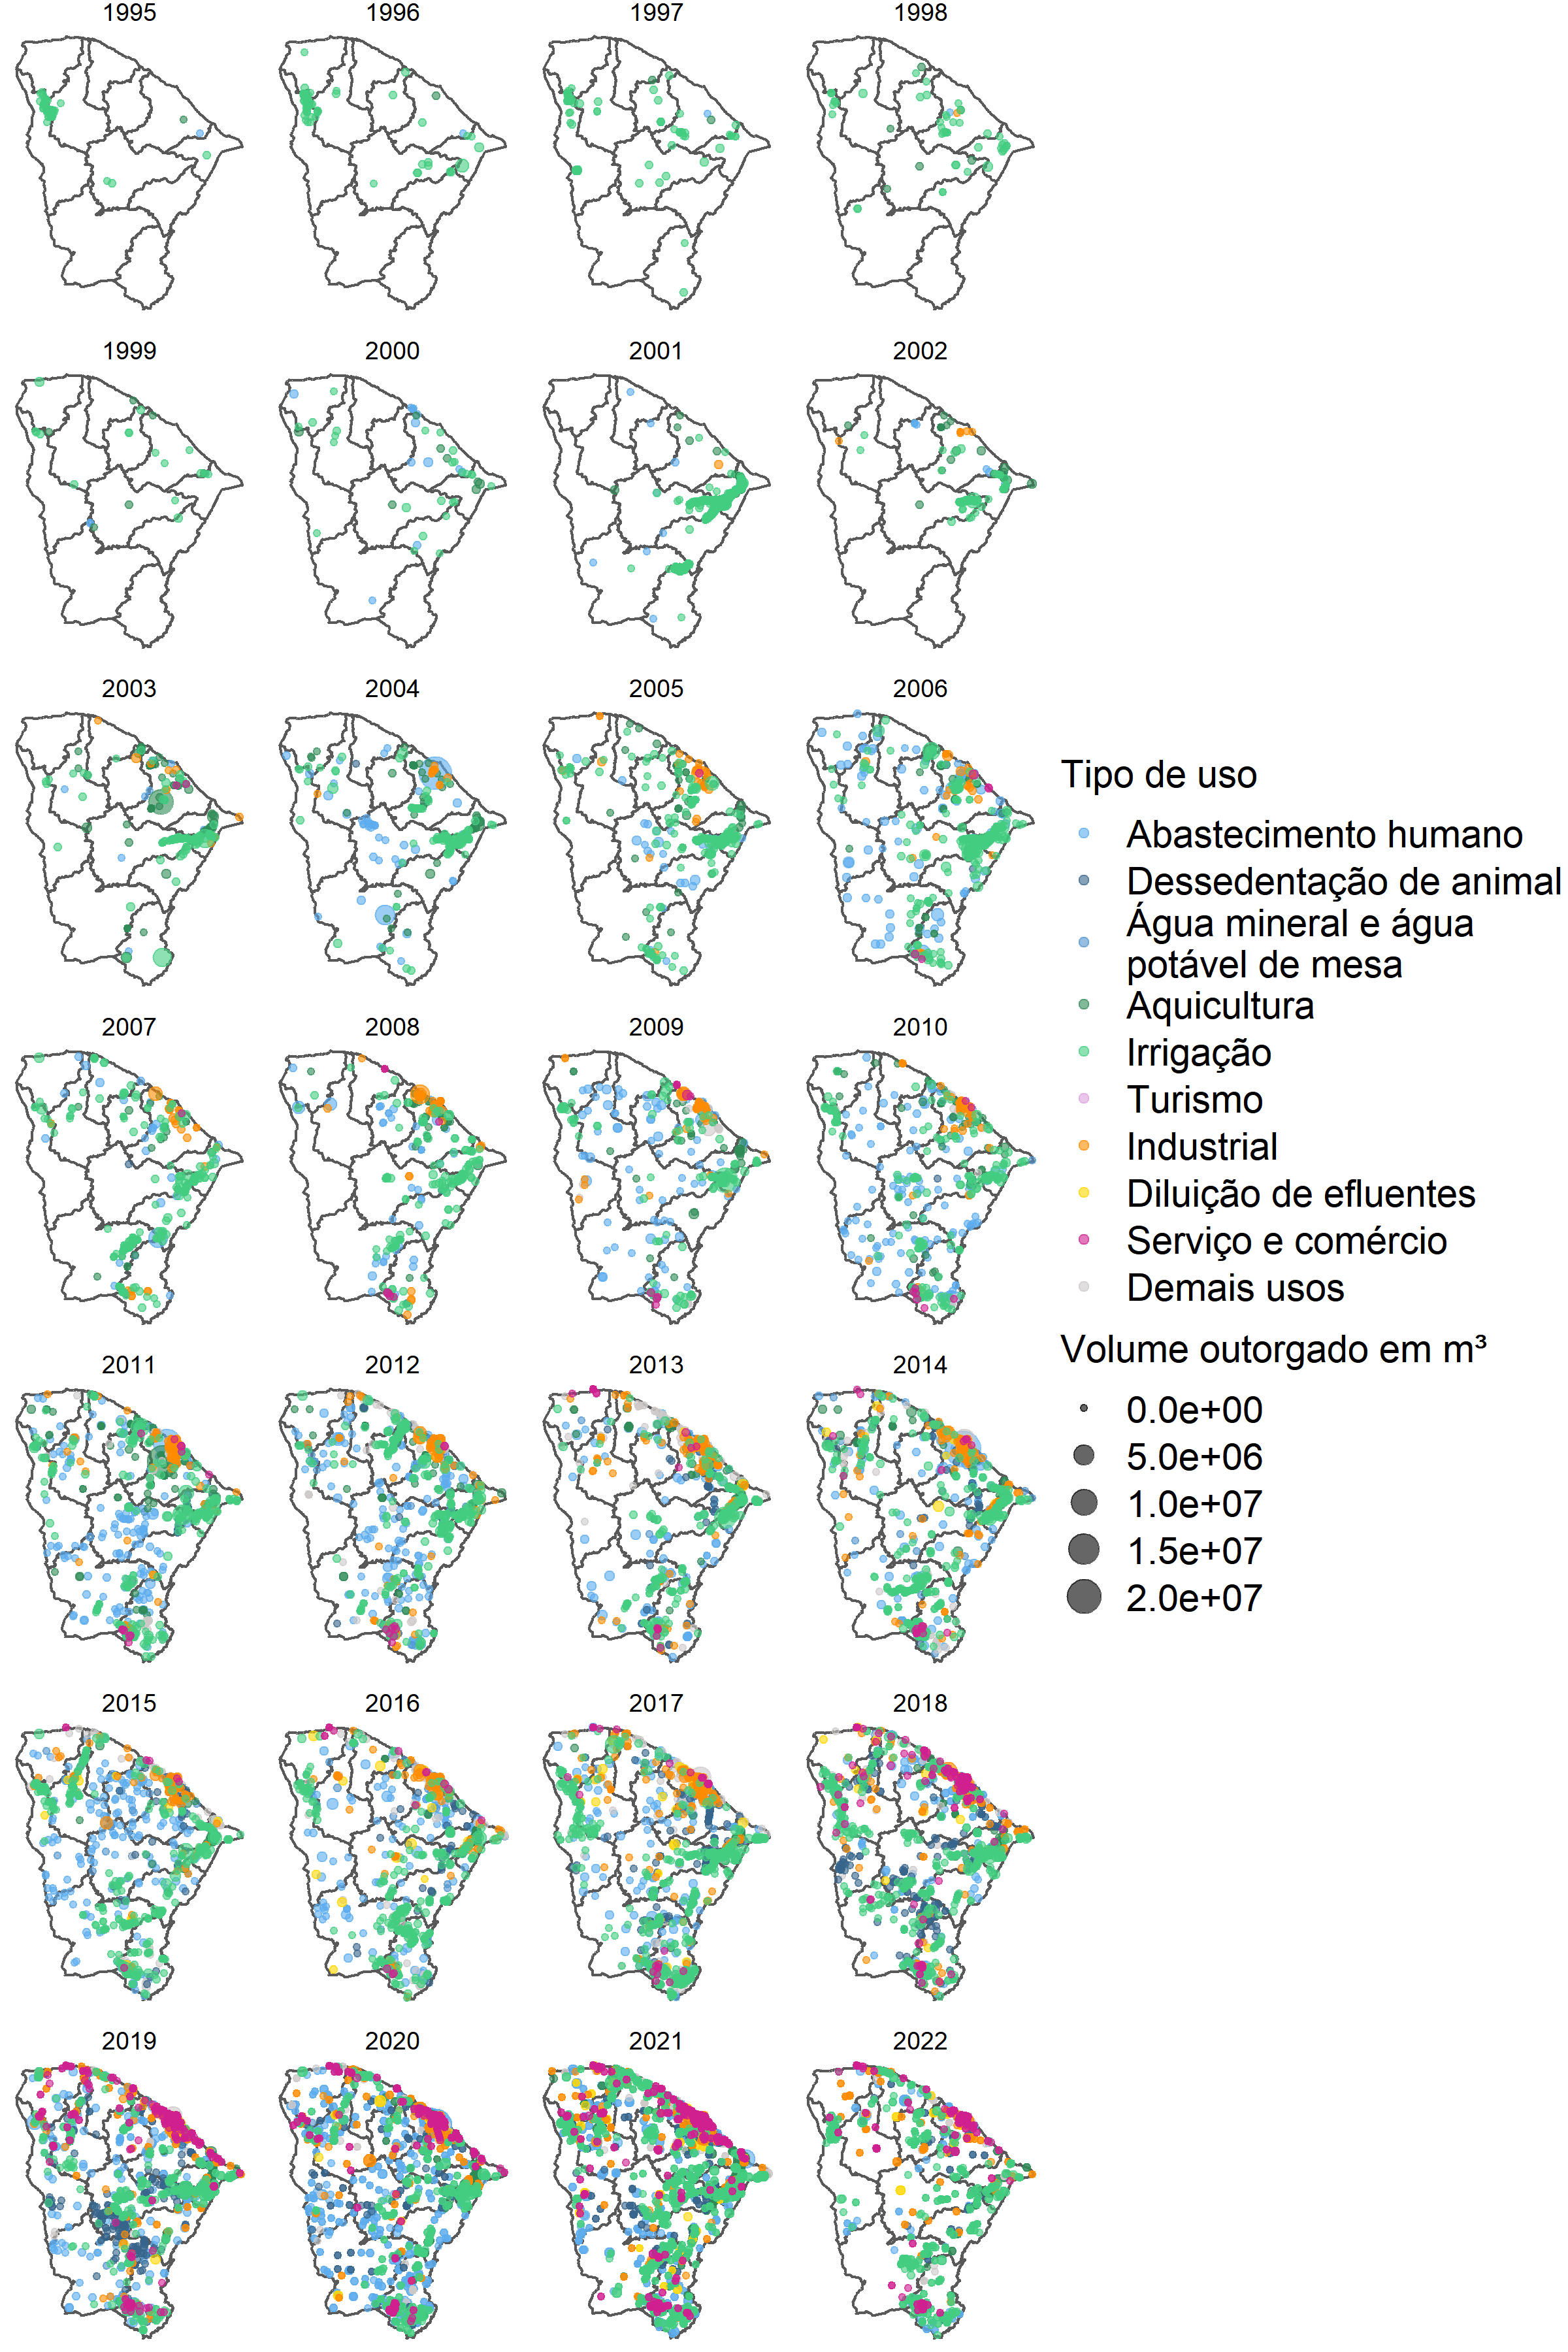 1995
1996
1997
1998
1999
2000
2001
2002
2003
2004
2005
2006
2007
2008
2009
2010
2011
2012
2013
2014
2015
2016
2017
2018
2019
2020
2021
2022
Tipo de uso
Abastecimento humano
Dessedentação de animal
Água mineral e água
potável de mesa
Aquicultura
Irrigação
Turismo
Industrial
Diluição de efluentes
Serviço e comércio
Demais usos
Volume outorgado em m³
0.0e+00
5.0e+06
1.0e+07
1.5e+07
2.0e+07